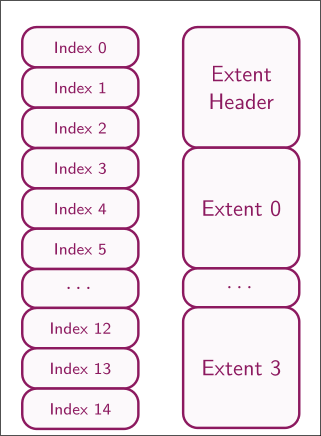 Index 0
Index 1
Index 2
Index 3
Index 4
Index 5
...
Index 12
Index 13
Index 14
Extent
Header
Extent 0
...
Extent 3